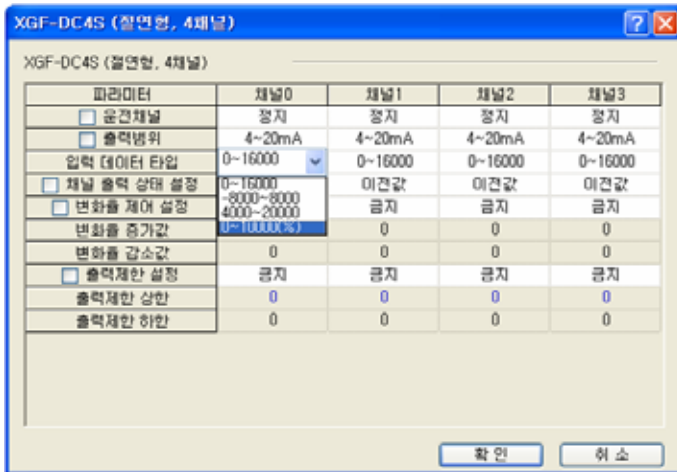 XGF-DC4S (절연형, 4채널)
XGF-DC4S (절연형, 4채널)
파라미터 채널0 채널1 채널2 채널3
운전채널 정지 정지 정지 정지
출력범위 4~20mA 4~20mA 4~20mA 4~20mA
입력 데이터 타입 0~16000 0~16000 0~16000 0~16000
채널 출력 상태 설정 0~16000 이전값 이전값 이전값
-8000~8000
변화율 제어 설정 4000~20000 금지 금지 금지
변화율 증가값 0~10000(%) 0 0 0
변화율 감소값 0 0 0 0
출력제한 설정 금지 금지 금지 금지
출력제한 상한 0 0 0 0
출력제한 하한 0 0 0 0
확인 취소